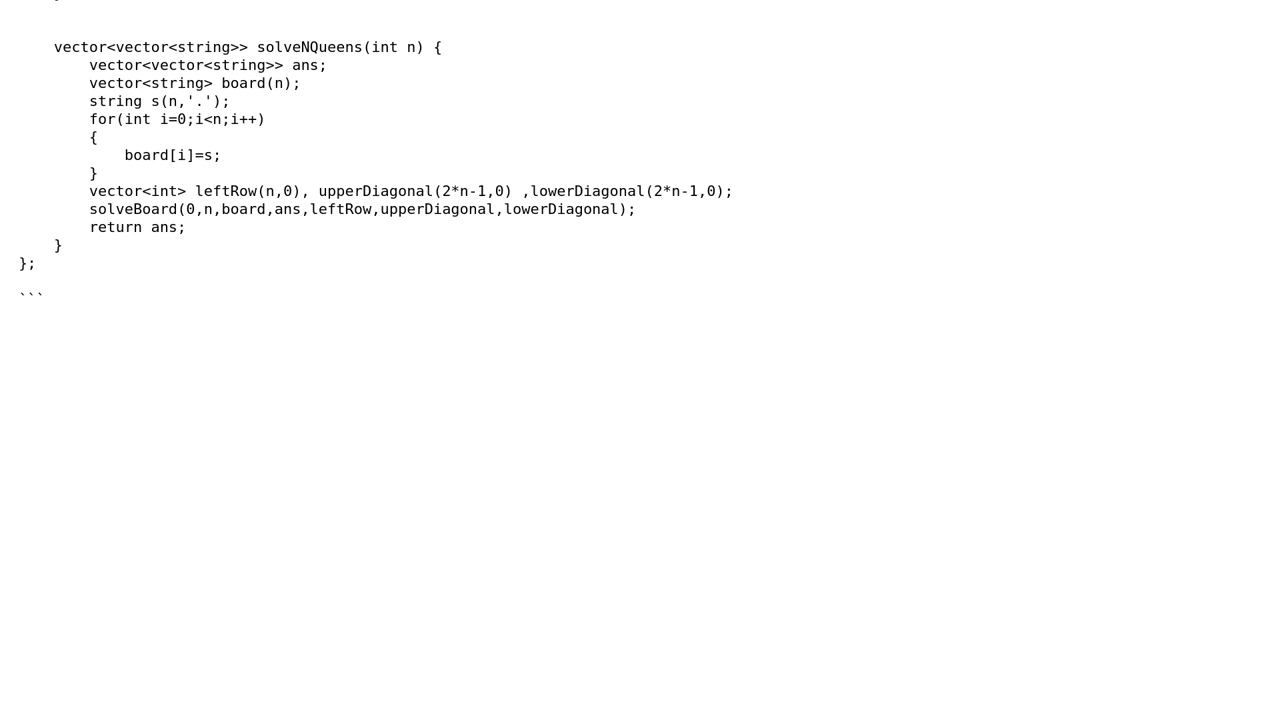 vector<vector<string>> solveNQueens(int n) {
        vector<vector<string>> ans;
        vector<string> board(n);
        string s(n,'.');
        for(int i=0;i<n;i++)
        {
            board[i]=s;
        }
        vector<int> leftRow(n,0), upperDiagonal(2*n-1,0) ,lowerDiagonal(2*n-1,0);
        solveBoard(0,n,board,ans,leftRow,upperDiagonal,lowerDiagonal);
        return ans;
    }
};
```